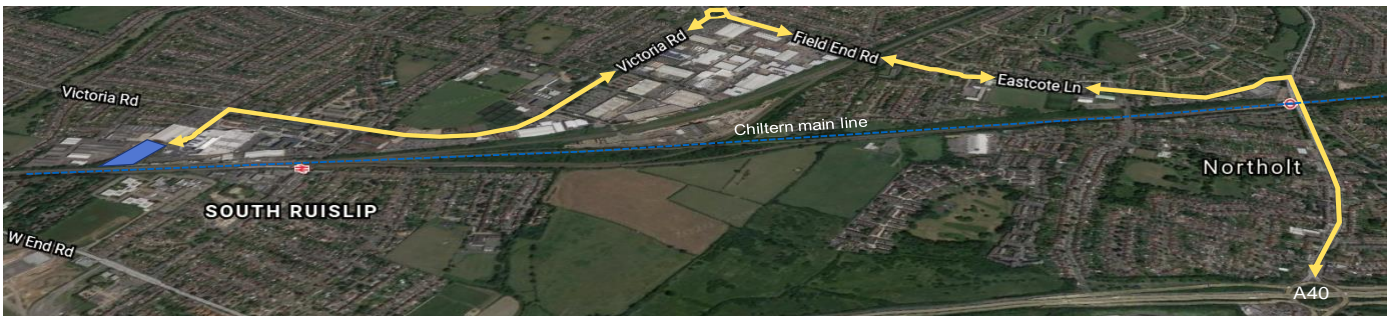 Victoria Rd
Field End Rd
Victoria Rd
Eastcote Ln
Chiltern main line
Northolt
SOUTH RUISLIP
W End Rd
A40